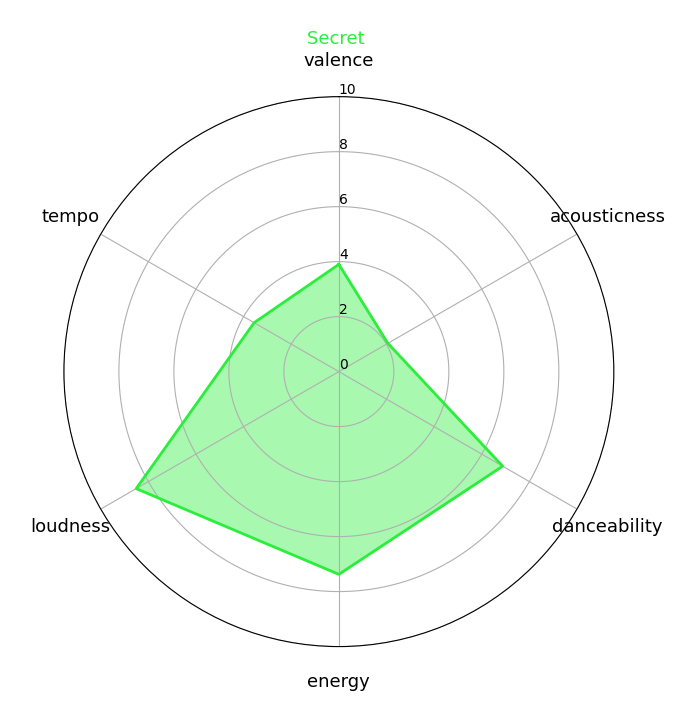 Secret
valence
10
8
6
4
2
0
tempo
acousticness
loudness
danceability
energy